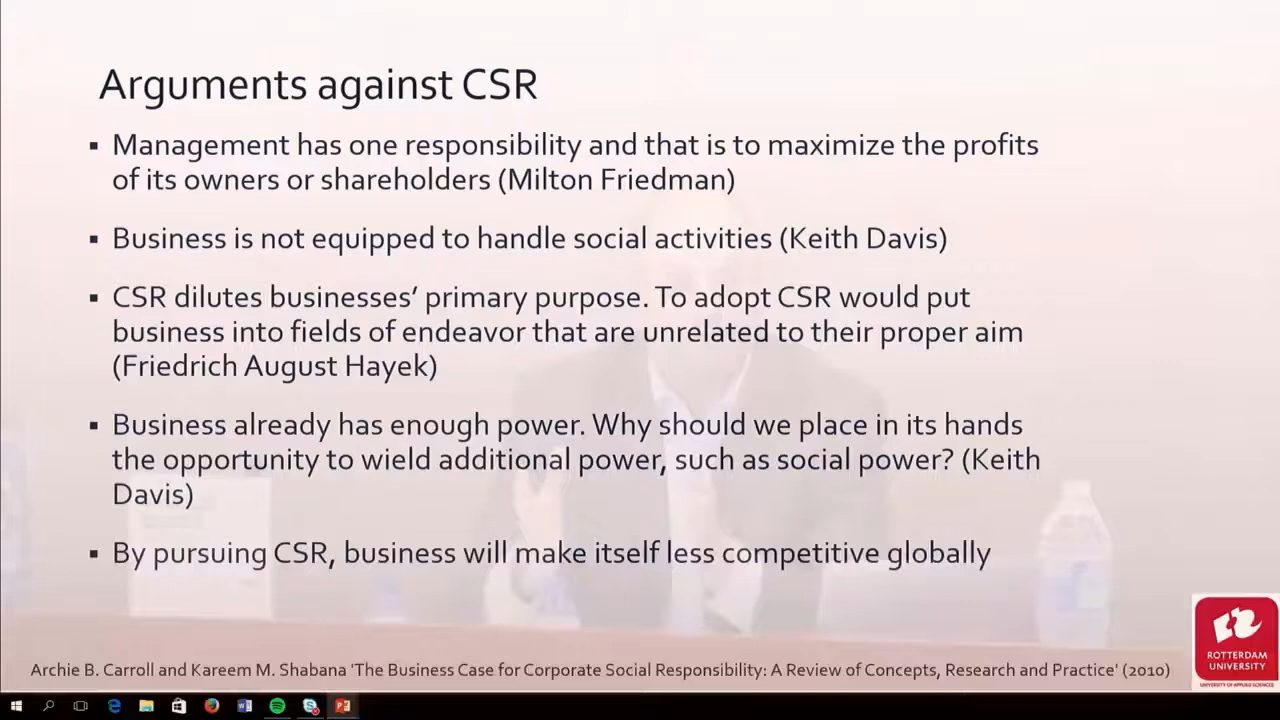 Arguments against CSR
▪ Management has one responsibility and that is to maximize the profits
of its owners or shareholders (Milton Friedman)
▪ Business is not equipped to handle social activities (Keith Davis)
▪ CSR dilutes businesses’ primary purpose. To adopt CSR would put
business into fields of endeavor that are unrelated to their proper aim
(Friedrich August Hayek)
▪ Business already has enough power. Why should we place in its hands
the opportunity to wield additional power, such as social power? (Keith
Davis)
▪ By pursuing CSR, business will make itself less competitive globally
Archie B. Carroll and Kareem M. Shabana 'The Business Case for Corporate Social Responsibility: A Review of Concepts, Research and Practice' (2010)
ROTTERDAM
UNIVERSITY
UNIVERSITY OF APPLIED SCIENCES